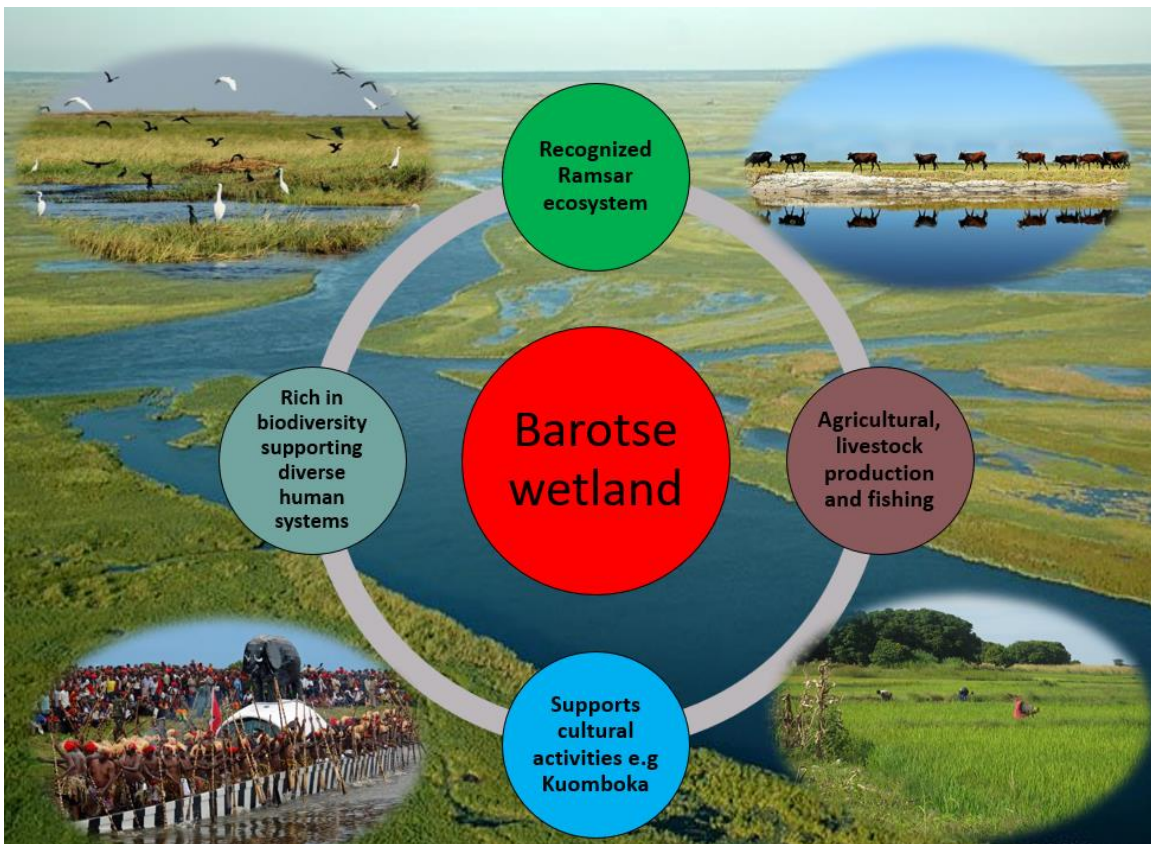 Recognized
Ramsar
ecosystem
Rich in
biodiversity
supporting
diverse
human
systems
Barotse
wetland
Agricultural,
livestock
production
and fishing
Supports
cultural
activities e.g
Kuomboka